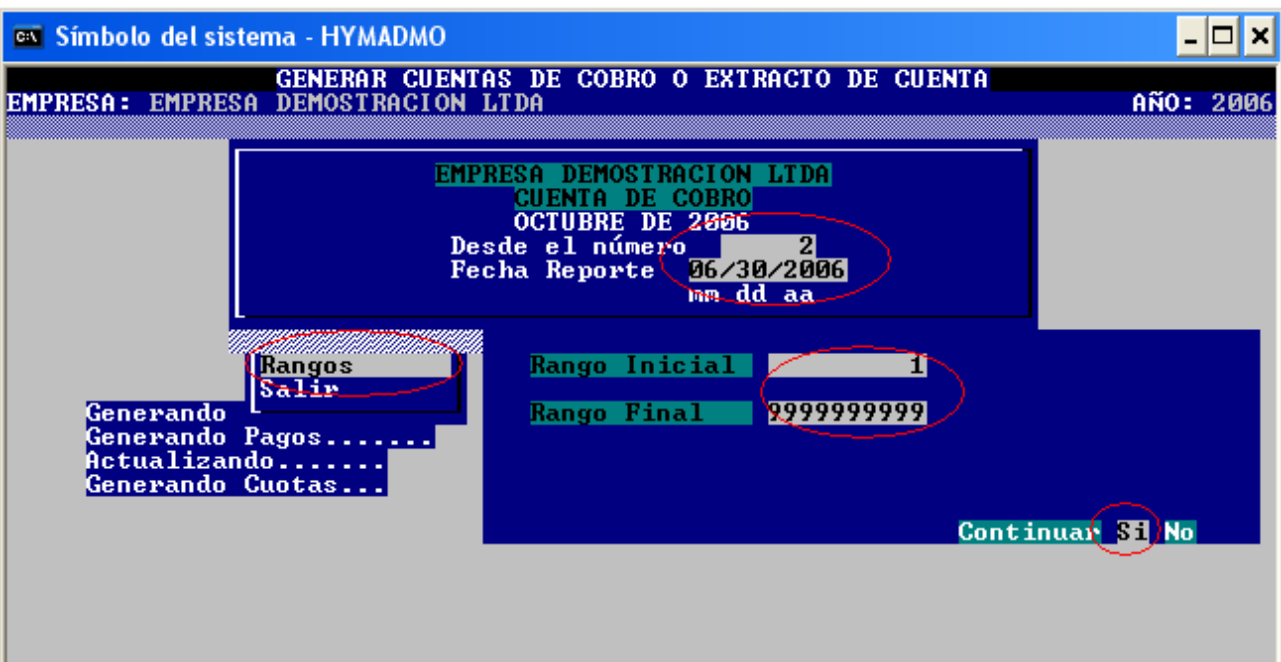 Símbolo del sistema - HYMADMO
GENERAR CUENTAS DE COBRO O EXTRACTO DE CUENTA
EMPRESA: EMPRESA DEMOSTRACION LTDA AÑO: 2006
EMPRESA DEMOSTRACION LTDA
CUENTA DE COBRO
OCTUBRE DE 2006
Desde el número 2
Fecha Reporte 06/30/2006
mm dd aa
Rangos
Salir
Generando
Generando Pagos.......
Actualizando.......
Generando Cuotas...
Rango Inicial 1
Rango Final 9999999999
Continuar Si No